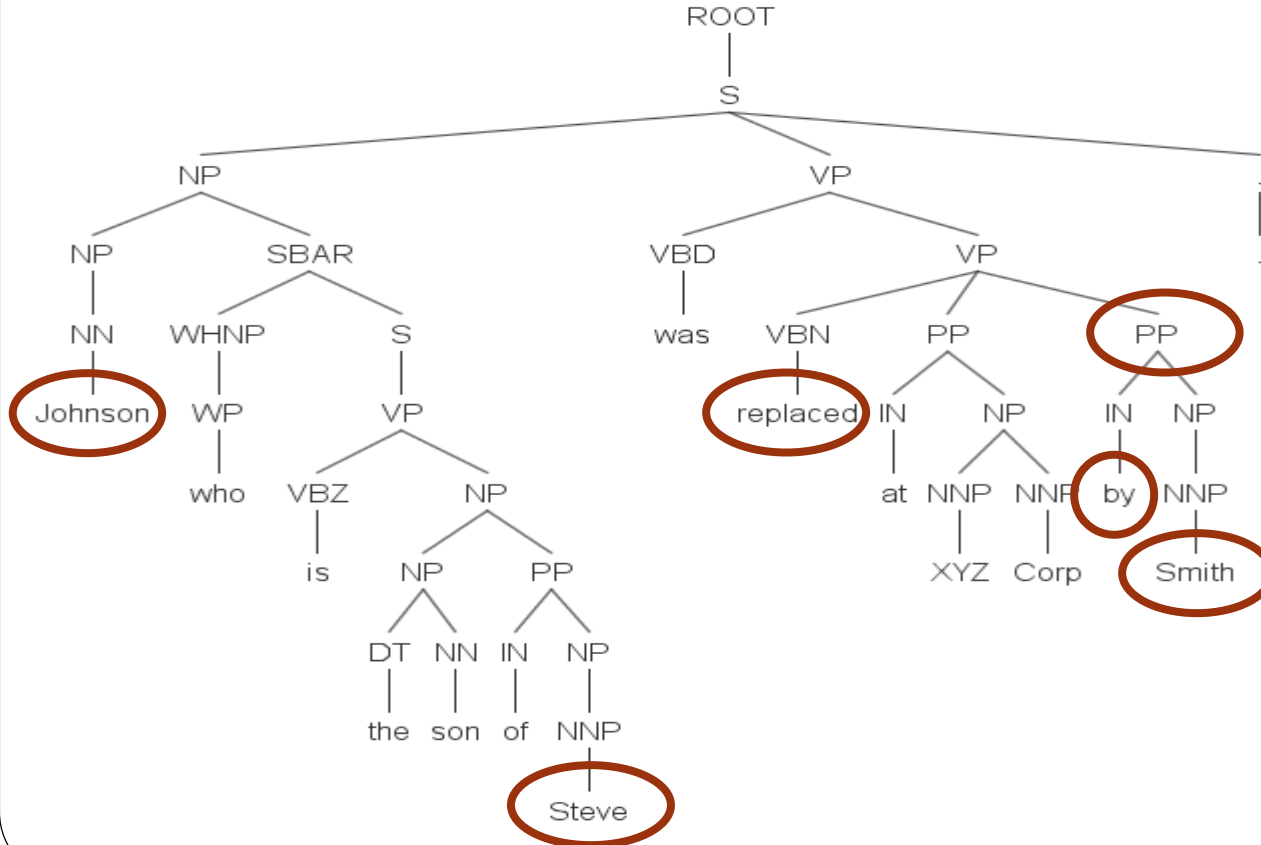 ROOT
S
NP VP
NP SBAR VBD VP
NN WHNP S was VBN PP PP
Johnson WP VP replaced IN NP IN NP
who VBZ NP at NNP NNP by NNP
is NP PP XYZ Corp Smith
DT NN IN NP
the son of NNP
Steve